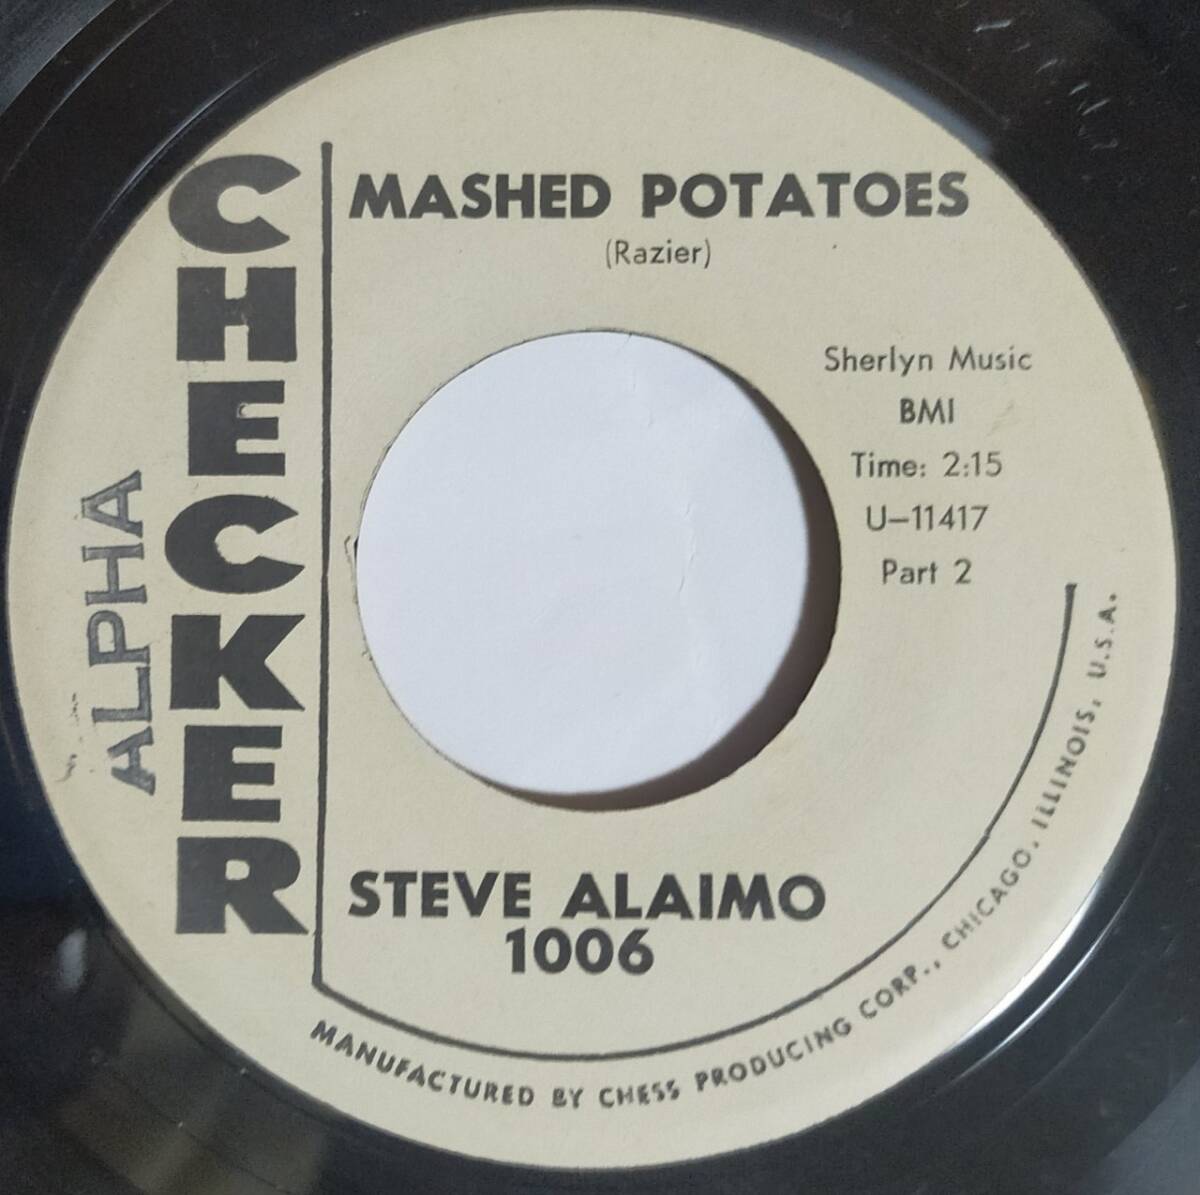 CHECKER
ALPHA
MASHED POTATOES
(Razier)
Sherlyn Music
BMI
Time: 2:15
U-11417
Part 2
STEVE ALAIMO
1006
MANUFACTURED BY CHESS PRODUCING CORP., CHICAGO, ILLINOIS, U.S.A.